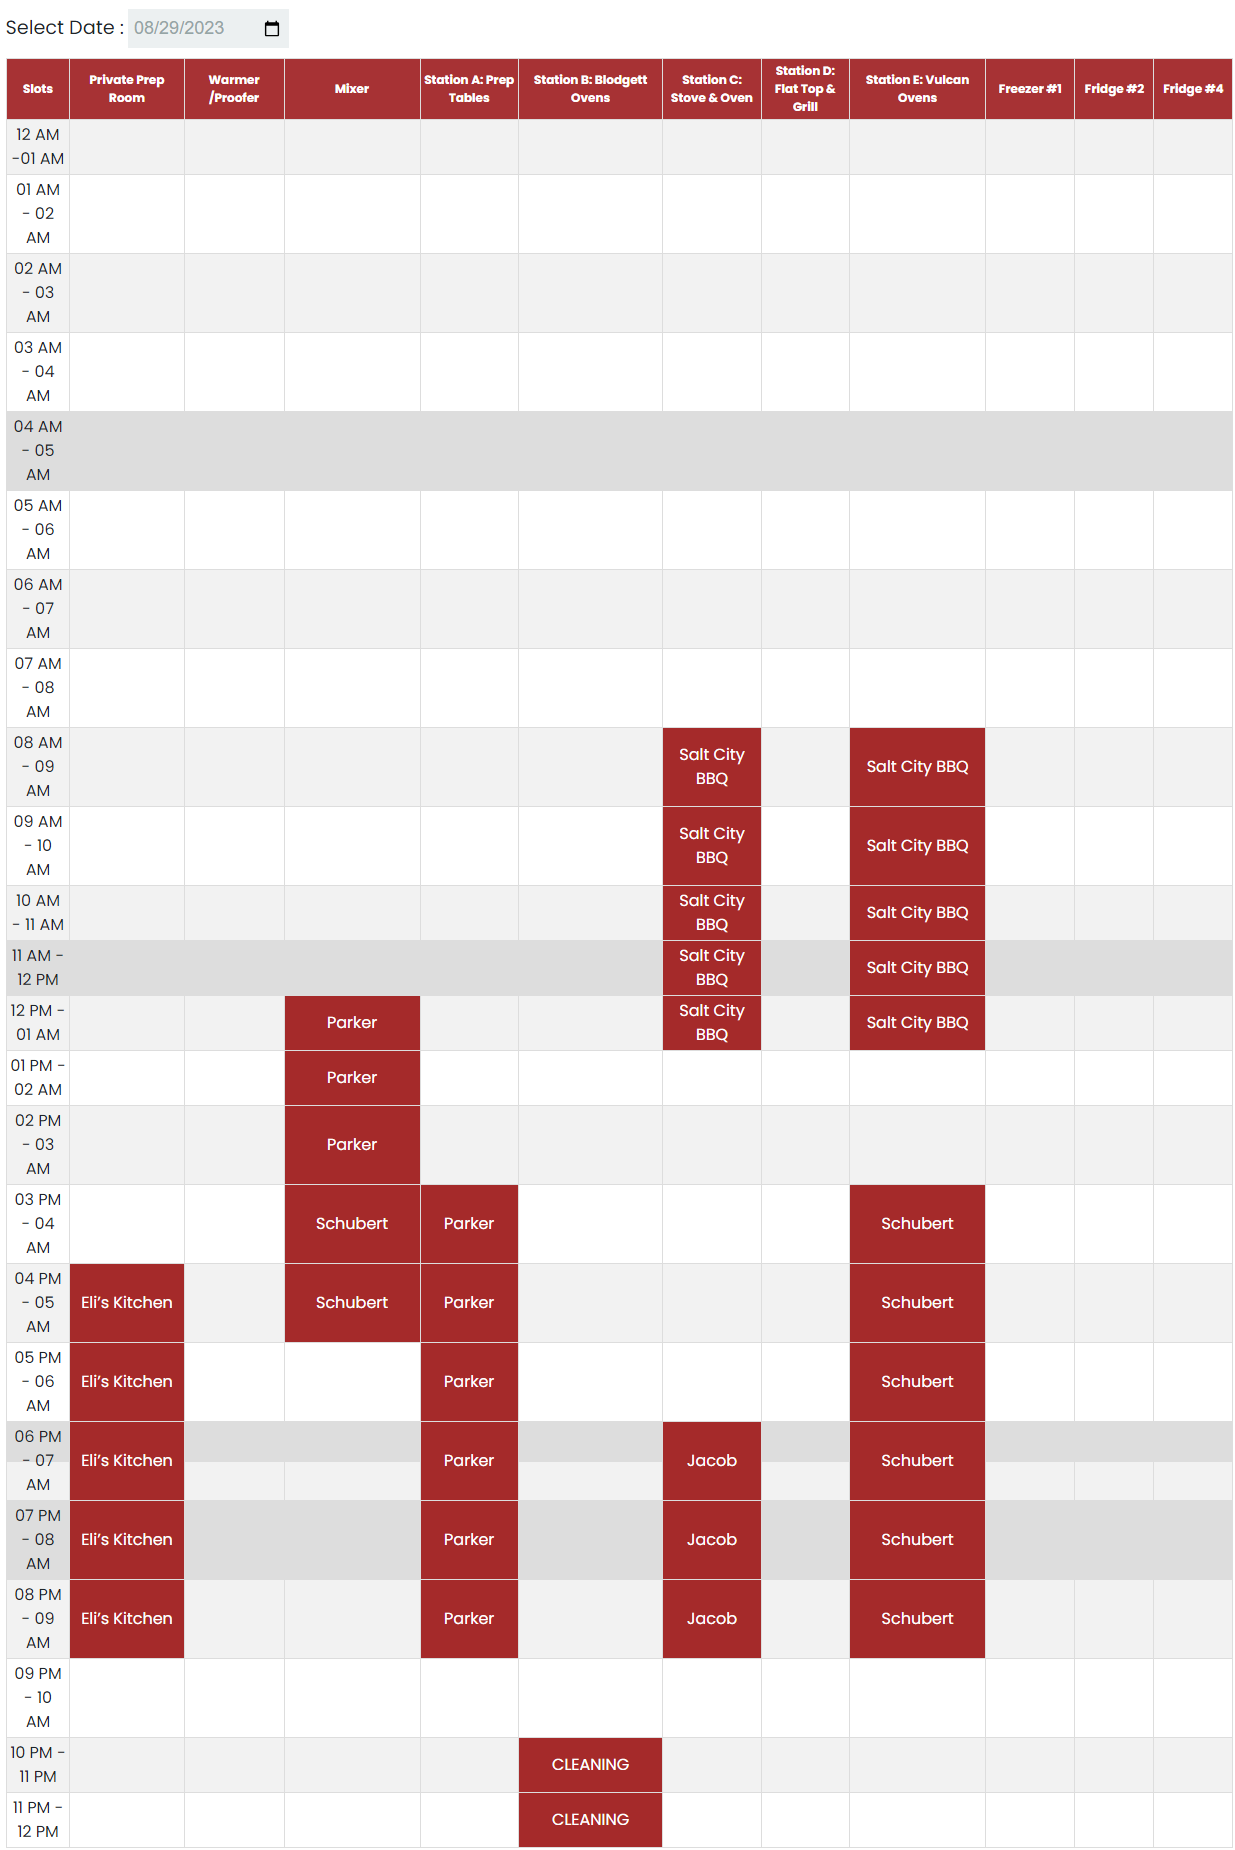 Select Date : 08/29/2023
Slots
Private Prep
Room
Warmer
/Proofer
Mixer
Station A: Prep
Tables
Station B: Blodgett
Ovens
Station C:
Stove & Oven
Station D:
Flat Top &
Grill
Station E: Vulcan
Ovens
Freezer #1
Fridge #2
Fridge #4
12 AM
-01 AM
01 AM
- 02
AM
02 AM
- 03
AM
03 AM
- 04
AM
04 AM
- 05
AM
05 AM
- 06
AM
06 AM
- 07
AM
07 AM
- 08
AM
08 AM
- 09
AM
Salt City
BBQ
Salt City BBQ
09 AM
- 10
AM
Salt City
BBQ
Salt City BBQ
10 AM
- 11 AM
Salt City
BBQ
Salt City BBQ
11 AM -
12 PM
Salt City
BBQ
Salt City BBQ
12 PM -
01 AM
Parker
Salt City
BBQ
Salt City BBQ
01 PM -
02 AM
Parker
02 PM
- 03
AM
Parker
03 PM
- 04
AM
Schubert
Parker
Schubert
04 PM
- 05
AM
Eli's Kitchen
Schubert
Parker
Schubert
05 PM
- 06
AM
Eli's Kitchen
Parker
Schubert
06 PM
- 07
AM
Eli's Kitchen
Parker
Jacob
Schubert
07 PM
- 08
AM
Eli's Kitchen
Parker
Jacob
Schubert
08 PM
- 09
AM
Eli's Kitchen
Parker
Jacob
Schubert
09 PM
- 10
AM
10 PM -
11 PM
CLEANING
11 PM -
12 PM
CLEANING